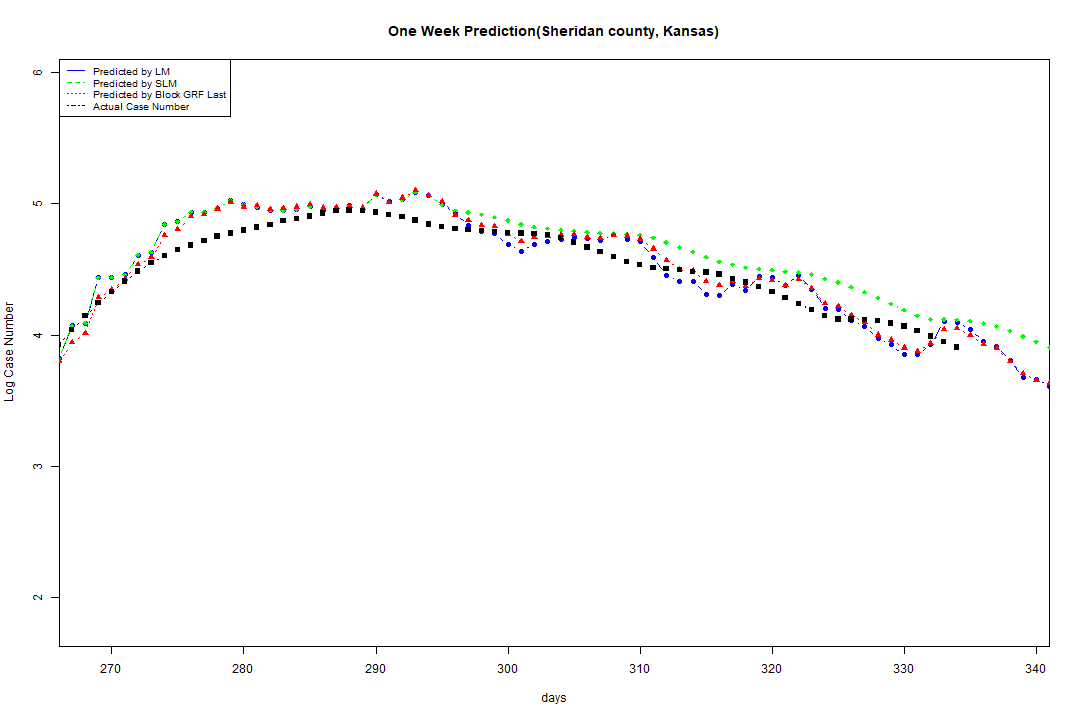 One Week Prediction(Sheridan county, Kansas)
Predicted by LM
Predicted by SLM
Predicted by Block GRF Last
Actual Case Number
6
5
4
3
2
Log Case Number
270 280 290 300 310 320 330 340
days